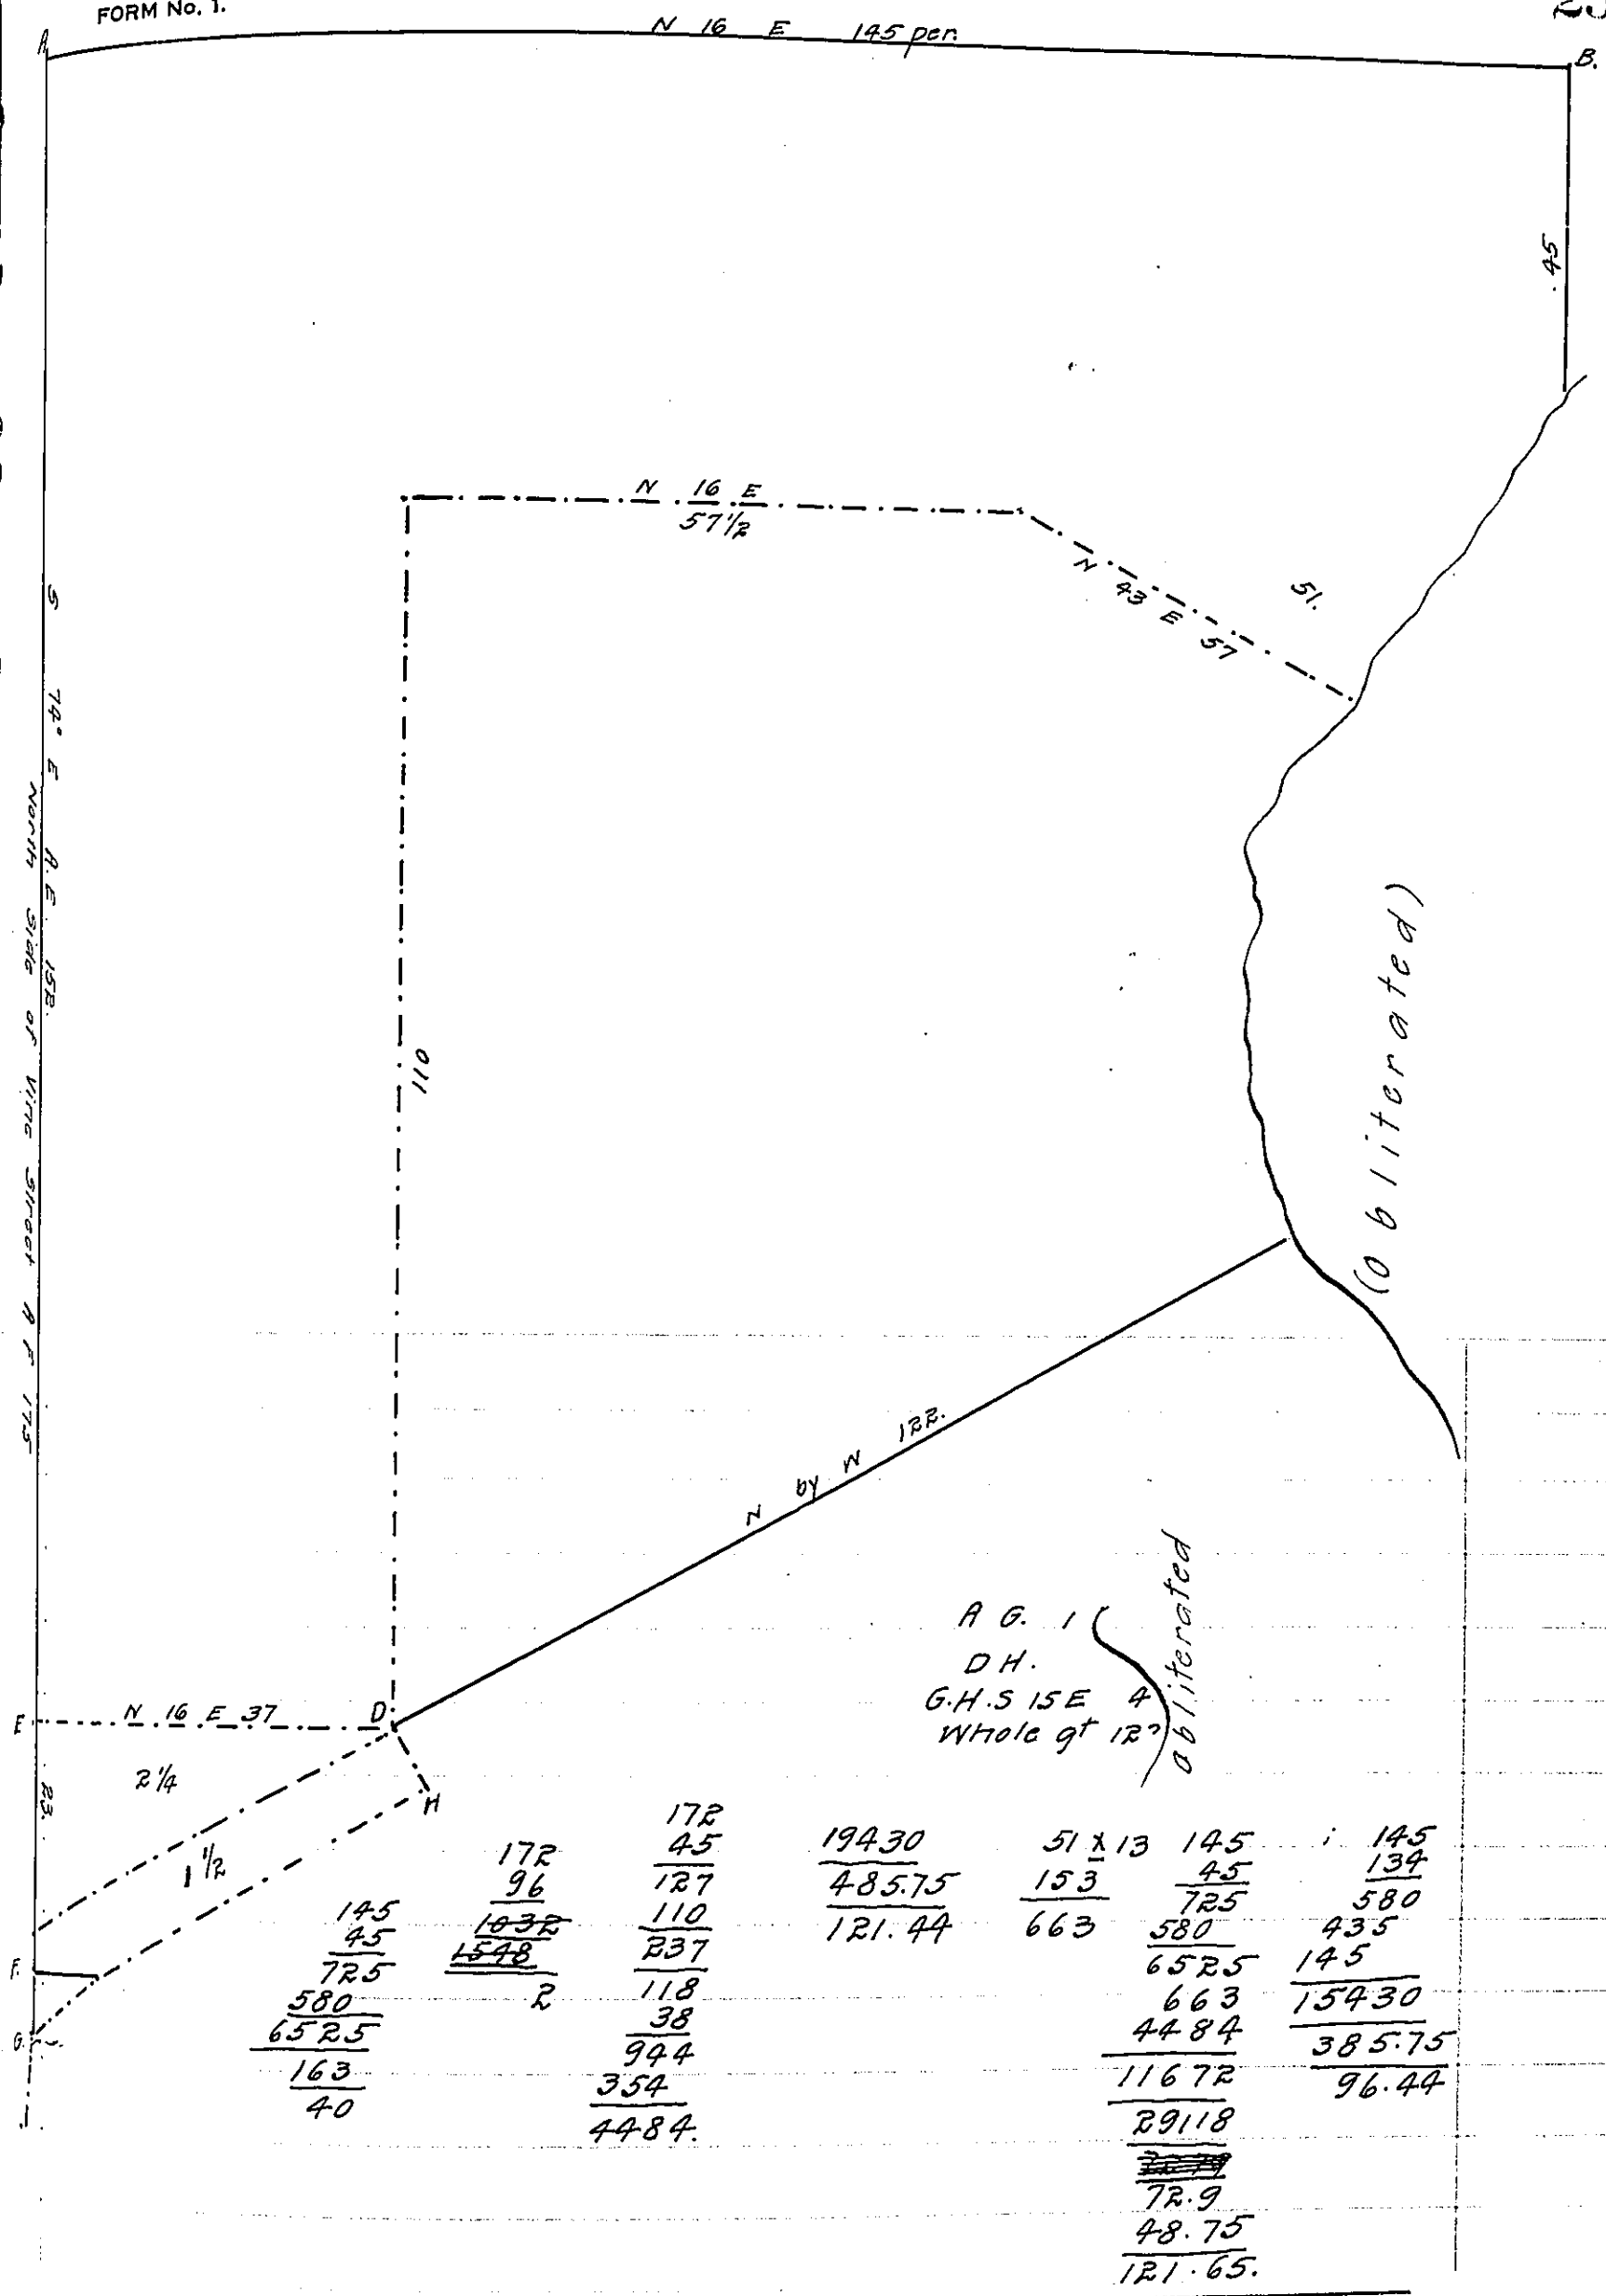 FORM No. 1.
A
N 16 E 145 per.
B.
.45
N 16 E
57½
N 43 E 57
51.
S 74° E A.E. 152.
North Side of Vine Street A F 175
110
(Obliterated)
N by W 122.
A G. 1
D H.
G.H.S 15 E 4
Whole gt 12?
obliterated
E
N 16 E 37
D
2¼
23.
H
1½
F.
G.
145
45
725
580
6525
163
40
172
96
1032
1548
2
172
45
127
110
237
118
38
944
354
4484.
19430
485.75
121.44
51 x 13
153
663
145
45
725
580
6525
663
4484
11672
29118
72.9
48.75
121.65.
145
134
580
435
145
15430
385.75
96.44